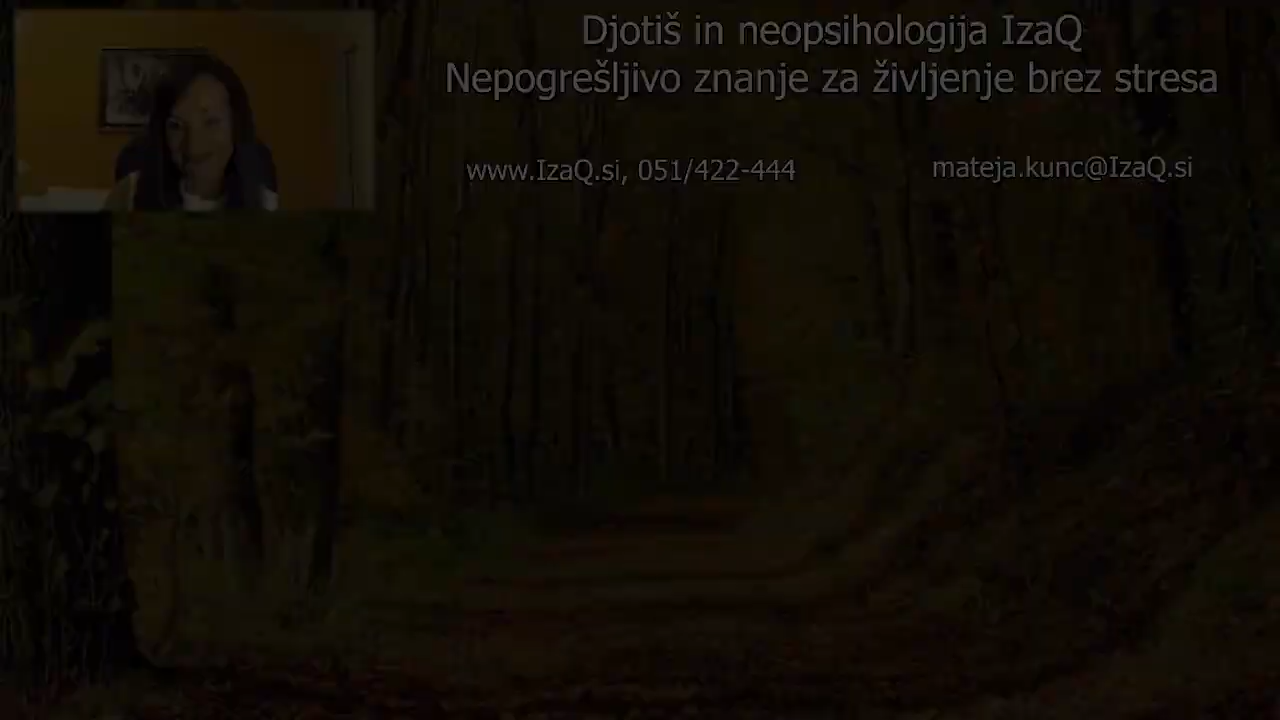 Djotiš in neopsihologija IzaQ
Nepogrešljivo znanje za življenje brez stresa
www.IzaQ.si, 051/422-444
mateja.kunc@IzaQ.si